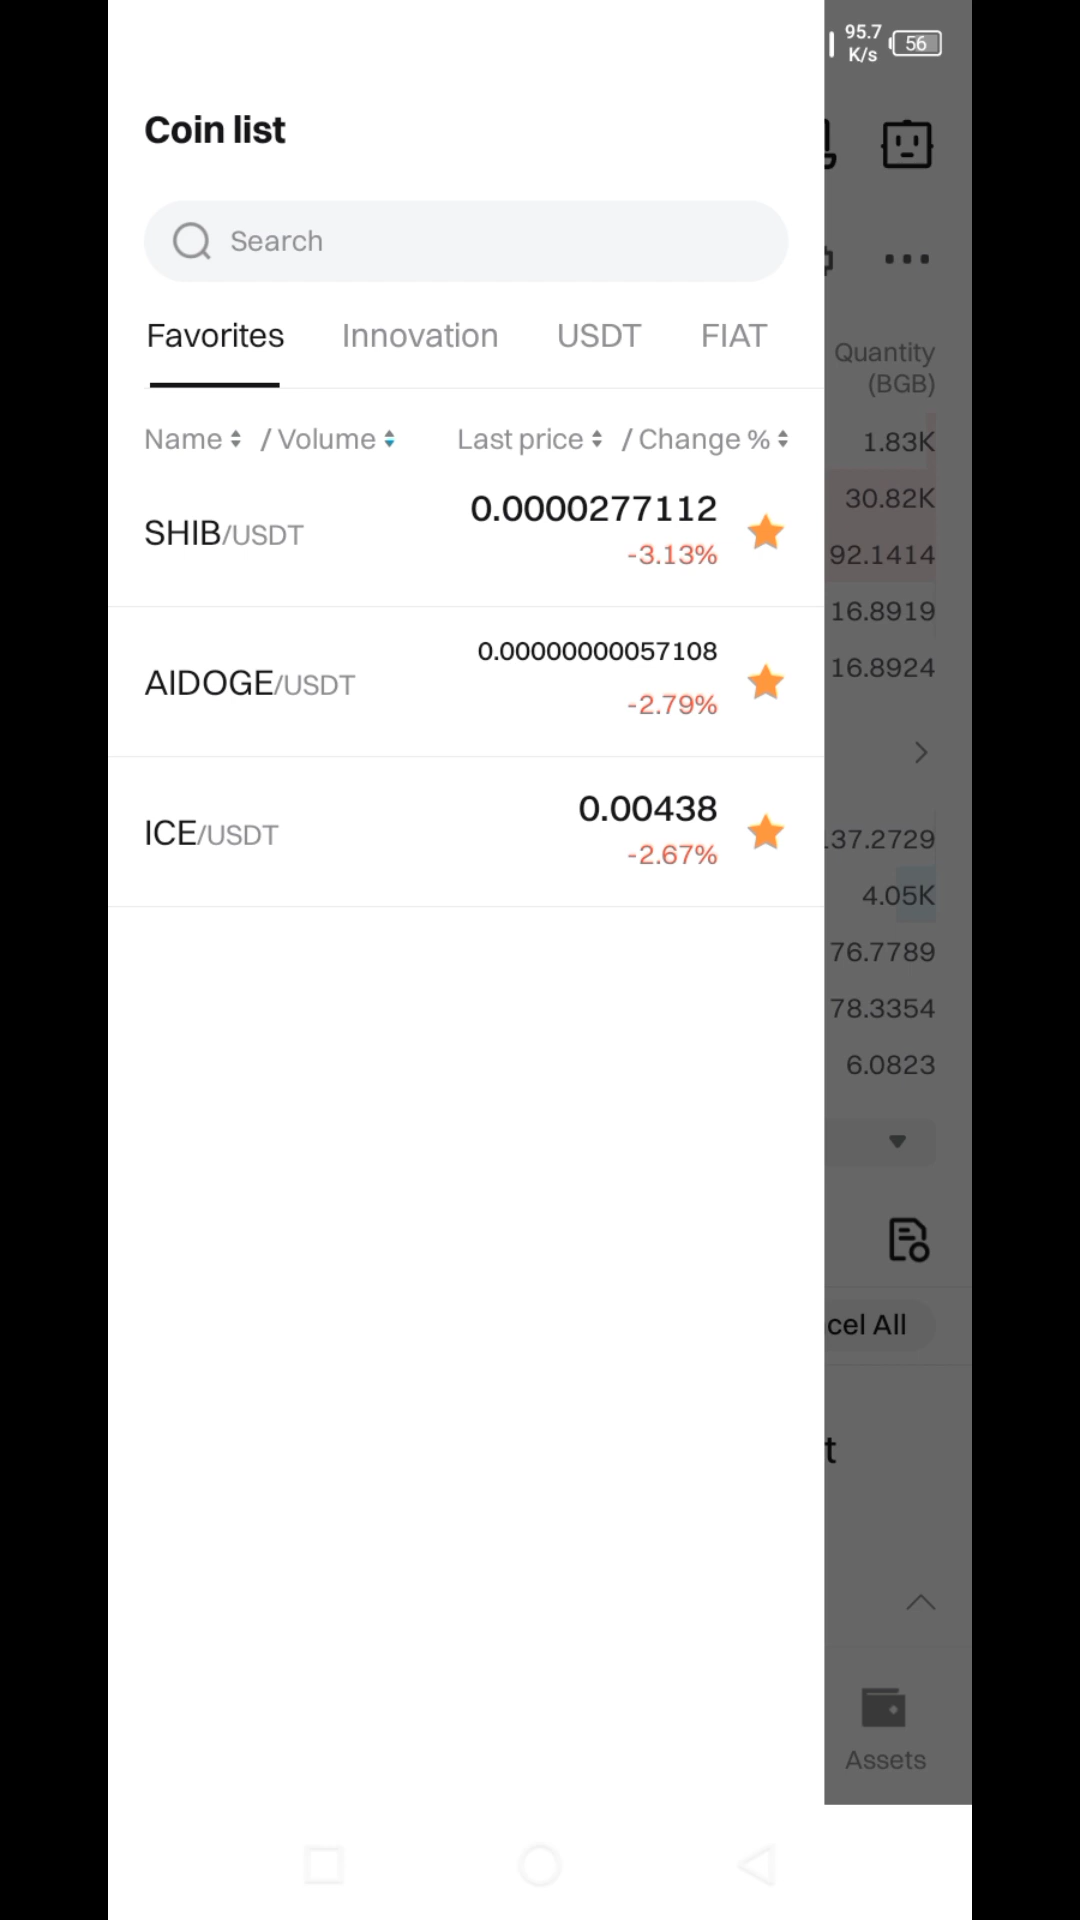 95.7
K/s
56
Coin list
Search
Favorites Innovation USDT FIAT
Name / Volume Last price / Change %
SHIB/USDT 0.0000277112
-3.13%
AIDOGE/USDT 0.00000000057108
-2.79%
ICE/USDT 0.00438
-2.67%
Quantity
(BGB)
1.83K
30.82K
92.1414
16.8919
16.8924
37.2729
4.05K
76.7789
78.3354
6.0823
cel All
t
Assets